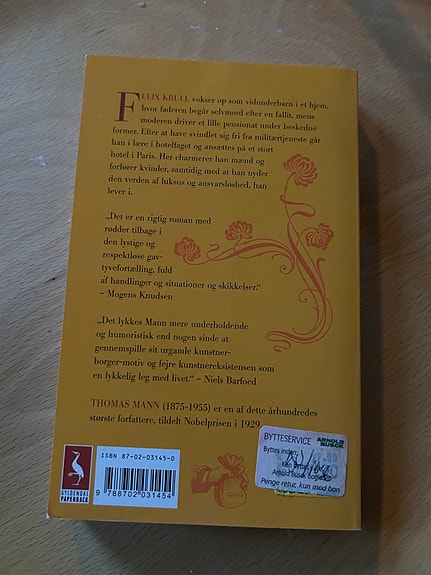 FELIX KRULL vokser op som vidunderbarn i et hjem,
hvor faderen begår selvmord efter en fallit, mens
moderen driver et lille pensionat under beskedne
former. Efter at have svindlet sig fri fra militærtjeneste går
han i lære i hotelfaget og ansættes på et stort
hotel i Paris. Her charmerer han mænd og
forfører kvinder, samtidig med at han nyder
den verden af luksus og ansvarsløshed, han
lever i.
„Det er en rigtig roman med
rødder tilbage i
den lystige og
respektløse gav-
tyvefortælling, fuld
af handlinger og situationer og skikkelser.“
– Mogens Knudsen
„Det lykkes Mann mere underholdende
og humoristisk end nogen sinde at
gennemspille sit urgamle kunstner-
borger-motiv og fejre kunstnereksistensen som
en lykkelig leg med livet.“ – Niels Barfoed
THOMAS MANN (1875-1955) er en af dette århundredes
største forfattere, tildelt Nobelprisen i 1929.
GYLDENDAL
PAPERBACK
ISBN 87-02-03145-0
9 788702 031454
1000
BYTTESERVICE ARNOLD BUSCK
Byttes inden:
Kan byttes
Arnold Busck
Penge retur, kun mod bon